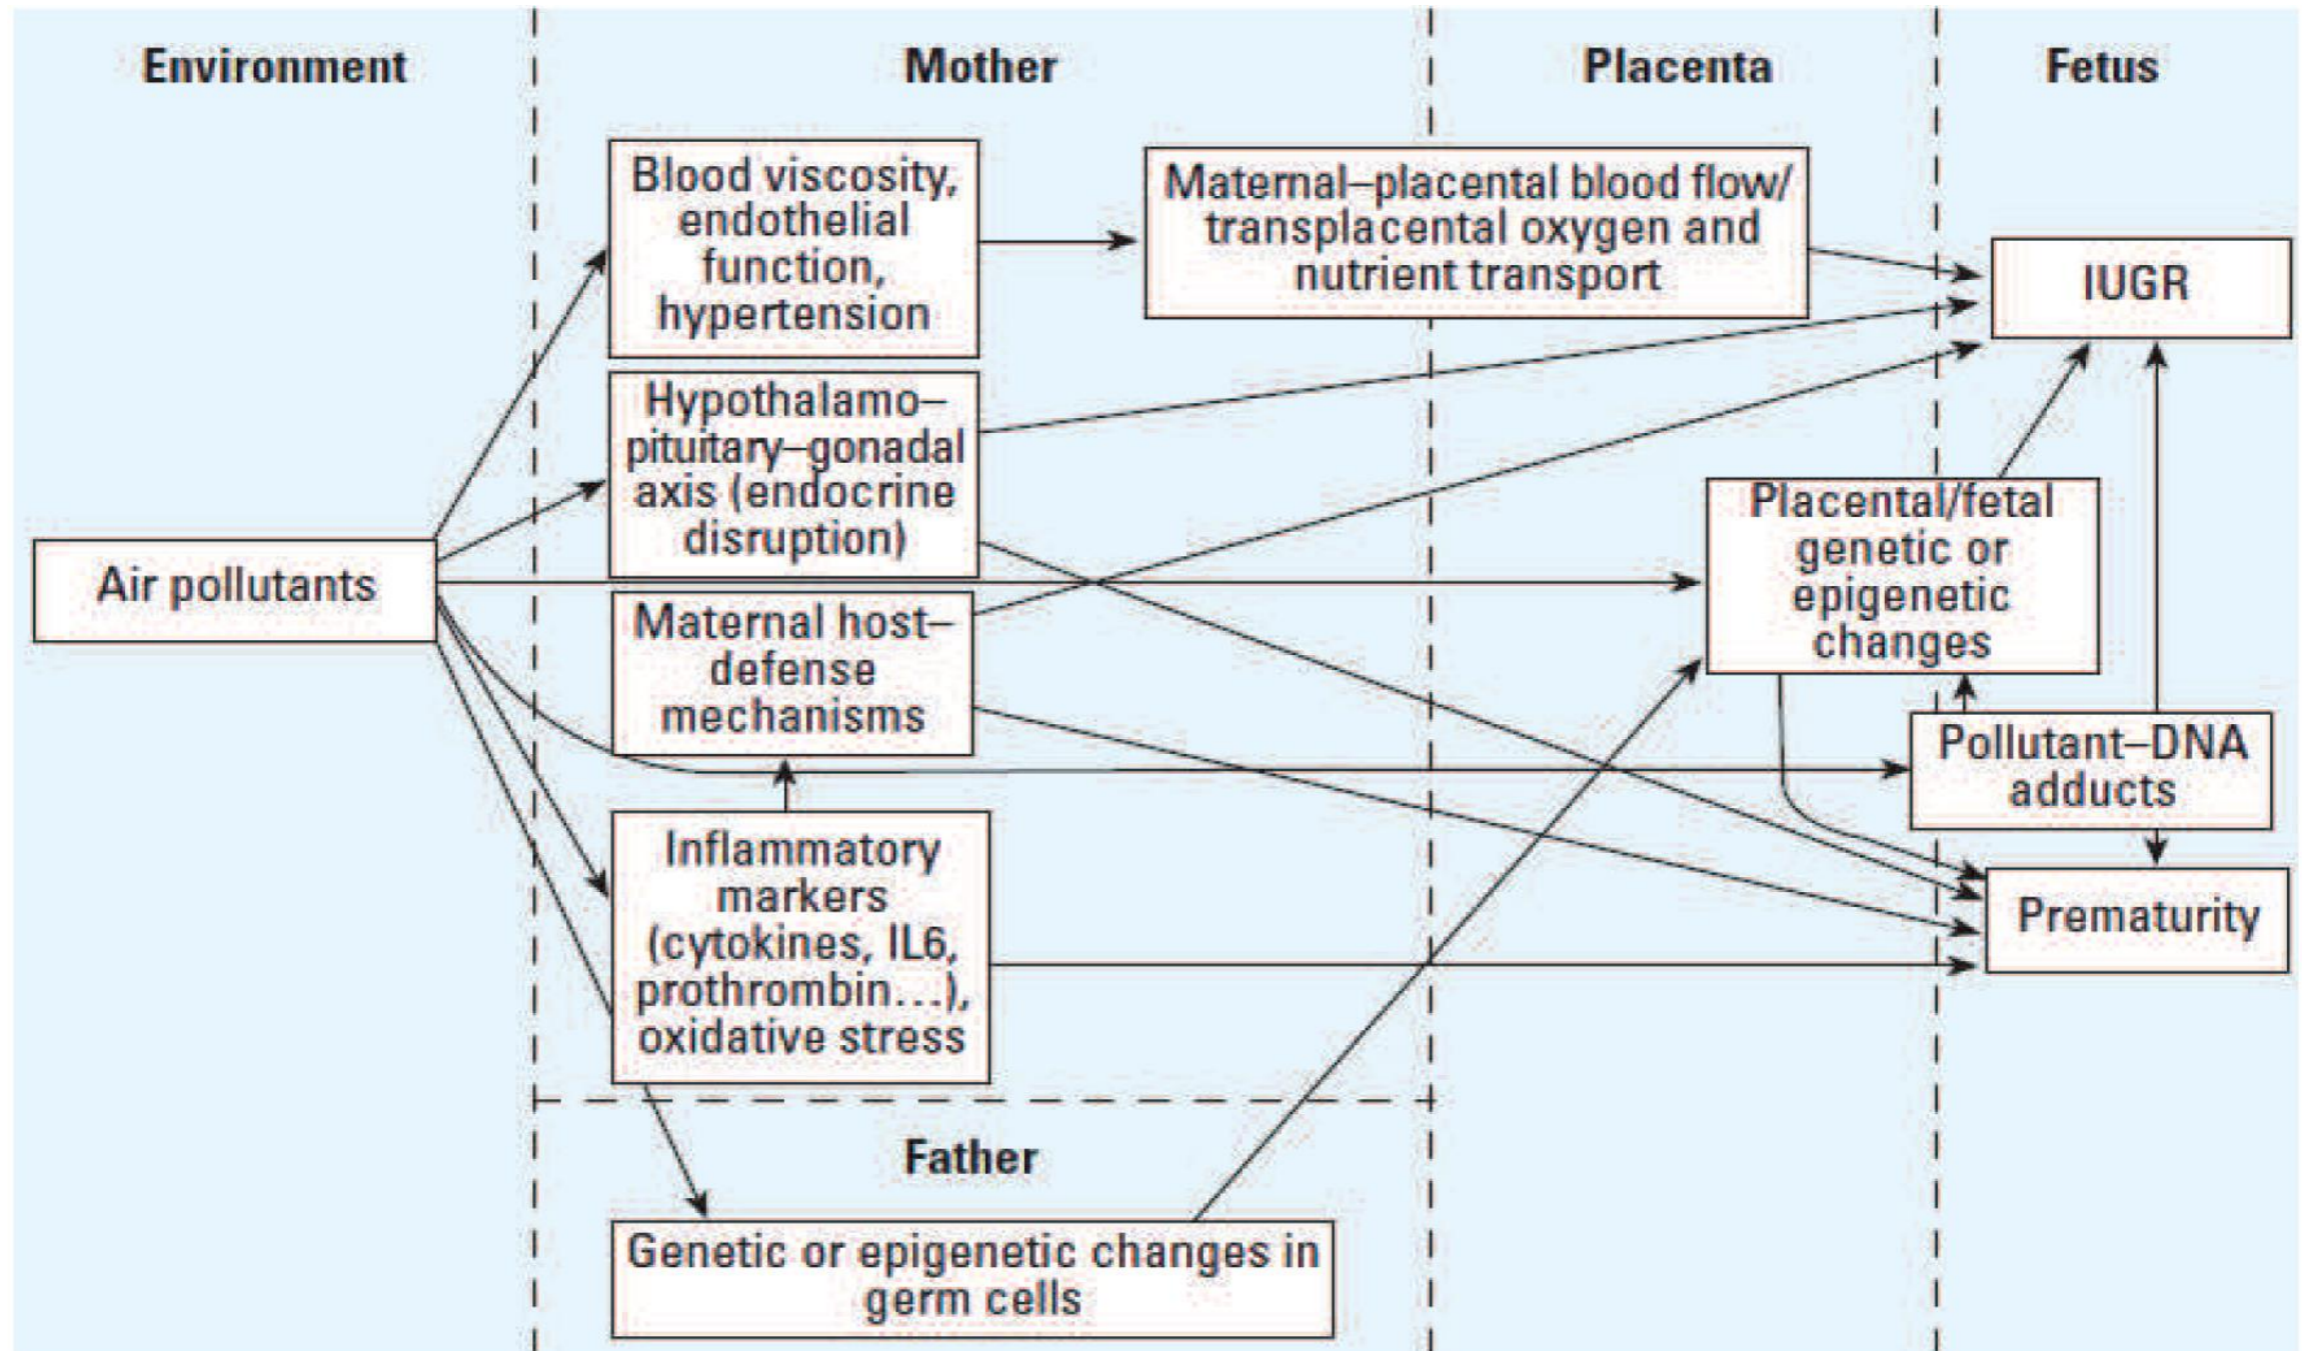 Environment
Mother
Placenta
Fetus
Blood viscosity,
endothelial
function,
hypertension
Maternal–placental blood flow/
transplacental oxygen and
nutrient transport
IUGR
Hypothalamo–
pituitary–gonadal
axis (endocrine
disruption)
Air pollutants
Placental/fetal
genetic or
epigenetic
changes
Maternal host–
defense
mechanisms
Pollutant–DNA
adducts
Inflammatory
markers
(cytokines, IL6,
prothrombin…),
oxidative stress
Prematurity
Father
Genetic or epigenetic changes in
germ cells